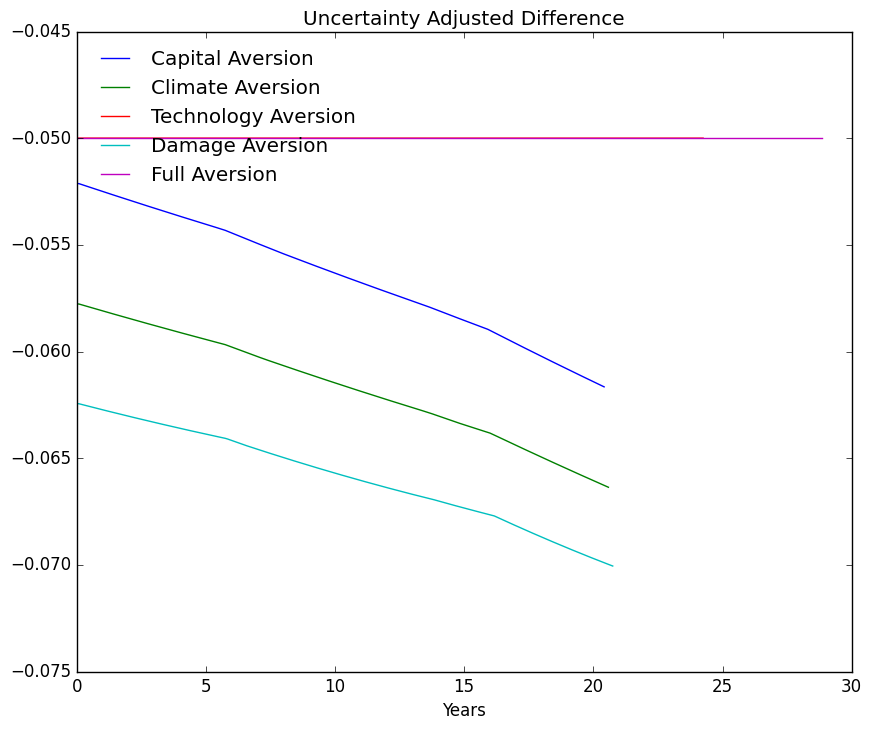 Uncertainty Adjusted Difference
−0.045
Capital Aversion
Climate Aversion
Technology Aversion
−0.050
Damage Aversion
Full Aversion
−0.055
−0.060
−0.065
−0.070
−0.075
0 5 10 15 20 25 30
Years